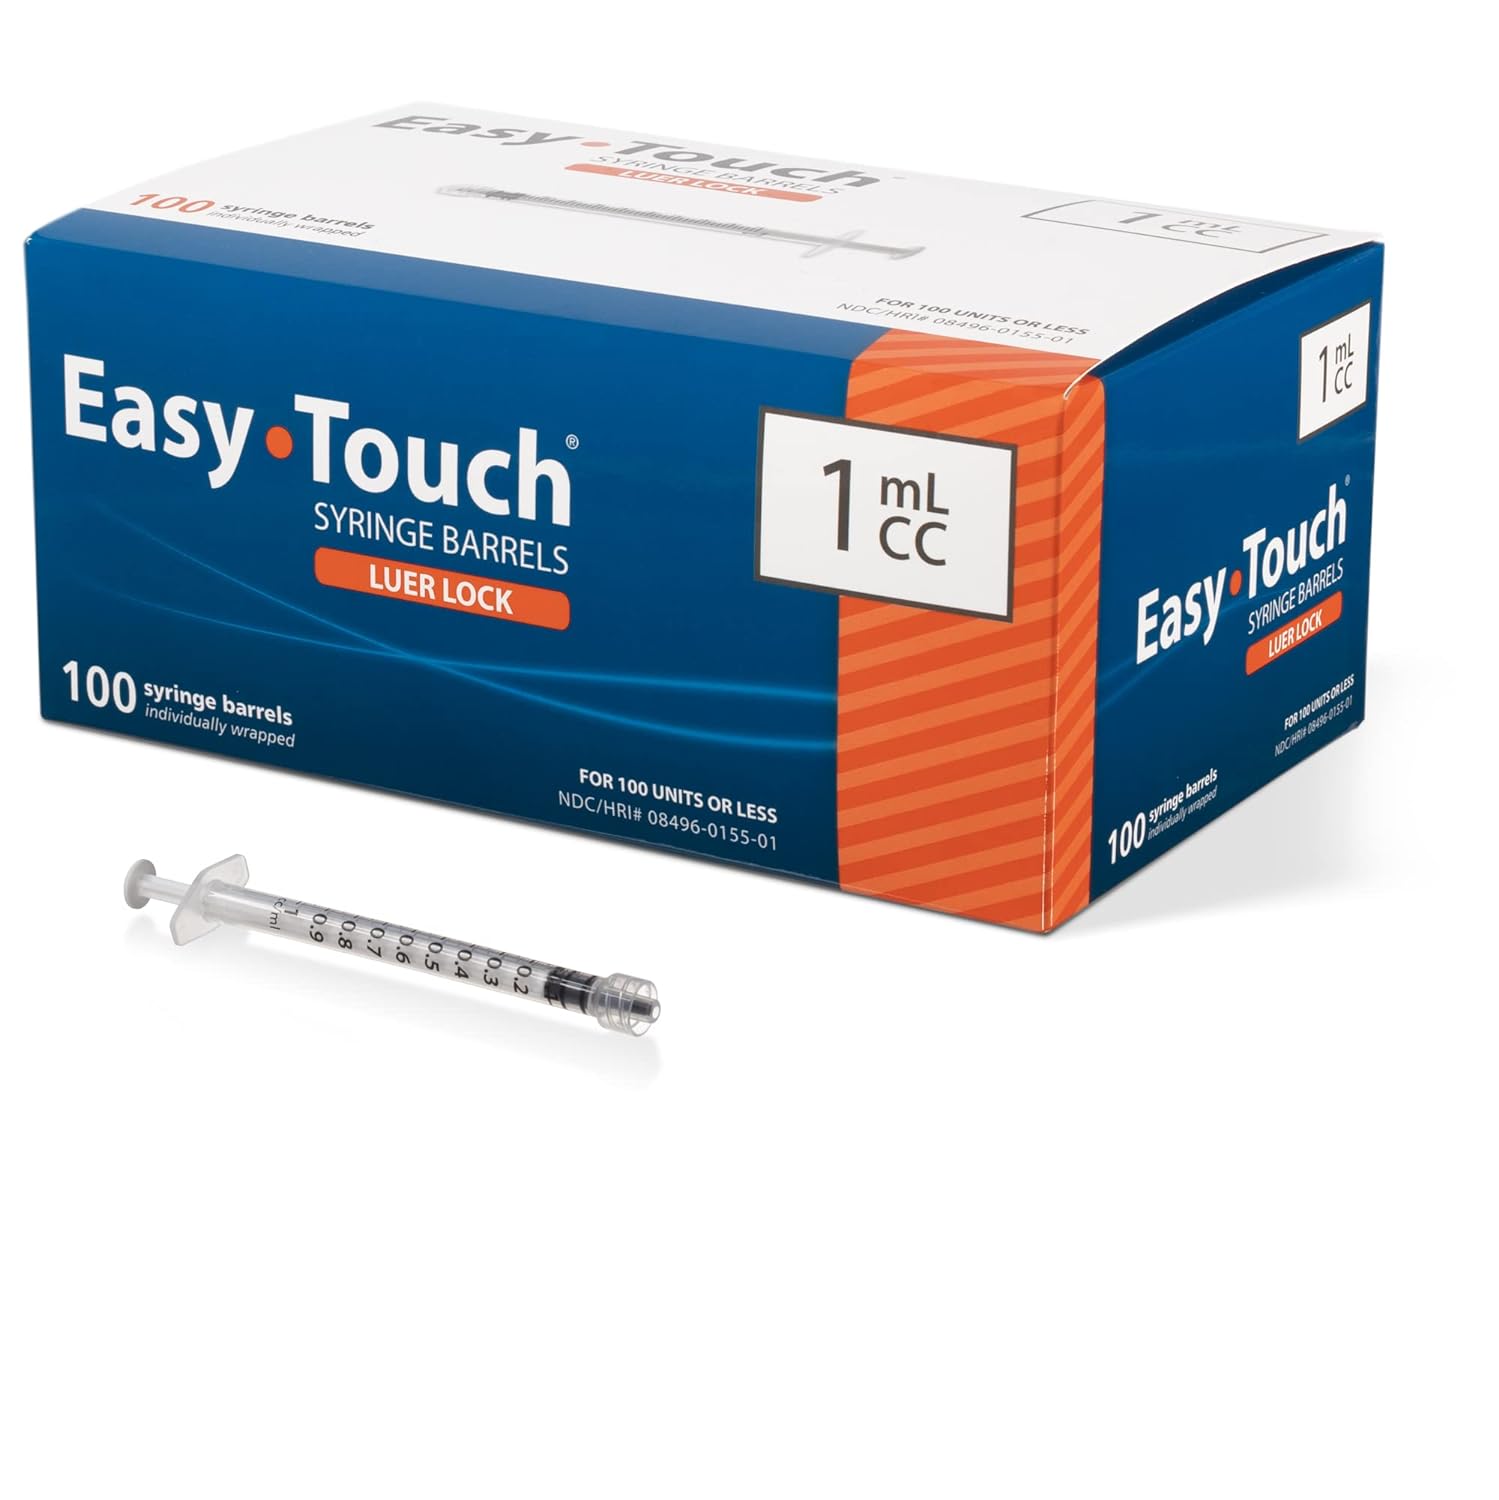 Easy•Touch
SYRINGE BARRELS
LUER LOCK
100 syringe barrels
individually wrapped
1 mL
CC
FOR 100 UNITS OR LESS
NDC/HRI# 08496-0155-01
Easy•Touch®
SYRINGE BARRELS
LUER LOCK
1 mL
CC
100 syringe barrels
individually wrapped
FOR 100 UNITS OR LESS
NDC/HRI# 08496-0155-01
1 mL
CC
Easy•Touch®
SYRINGE BARRELS
LUER LOCK
FOR 100 UNITS OR LESS
NDC/HRI# 08496-0155-01
100 syringe barrels
individually wrapped
cc/ml 1 0.9 0.8 0.7 0.6 0.5 0.4 0.3 0.2